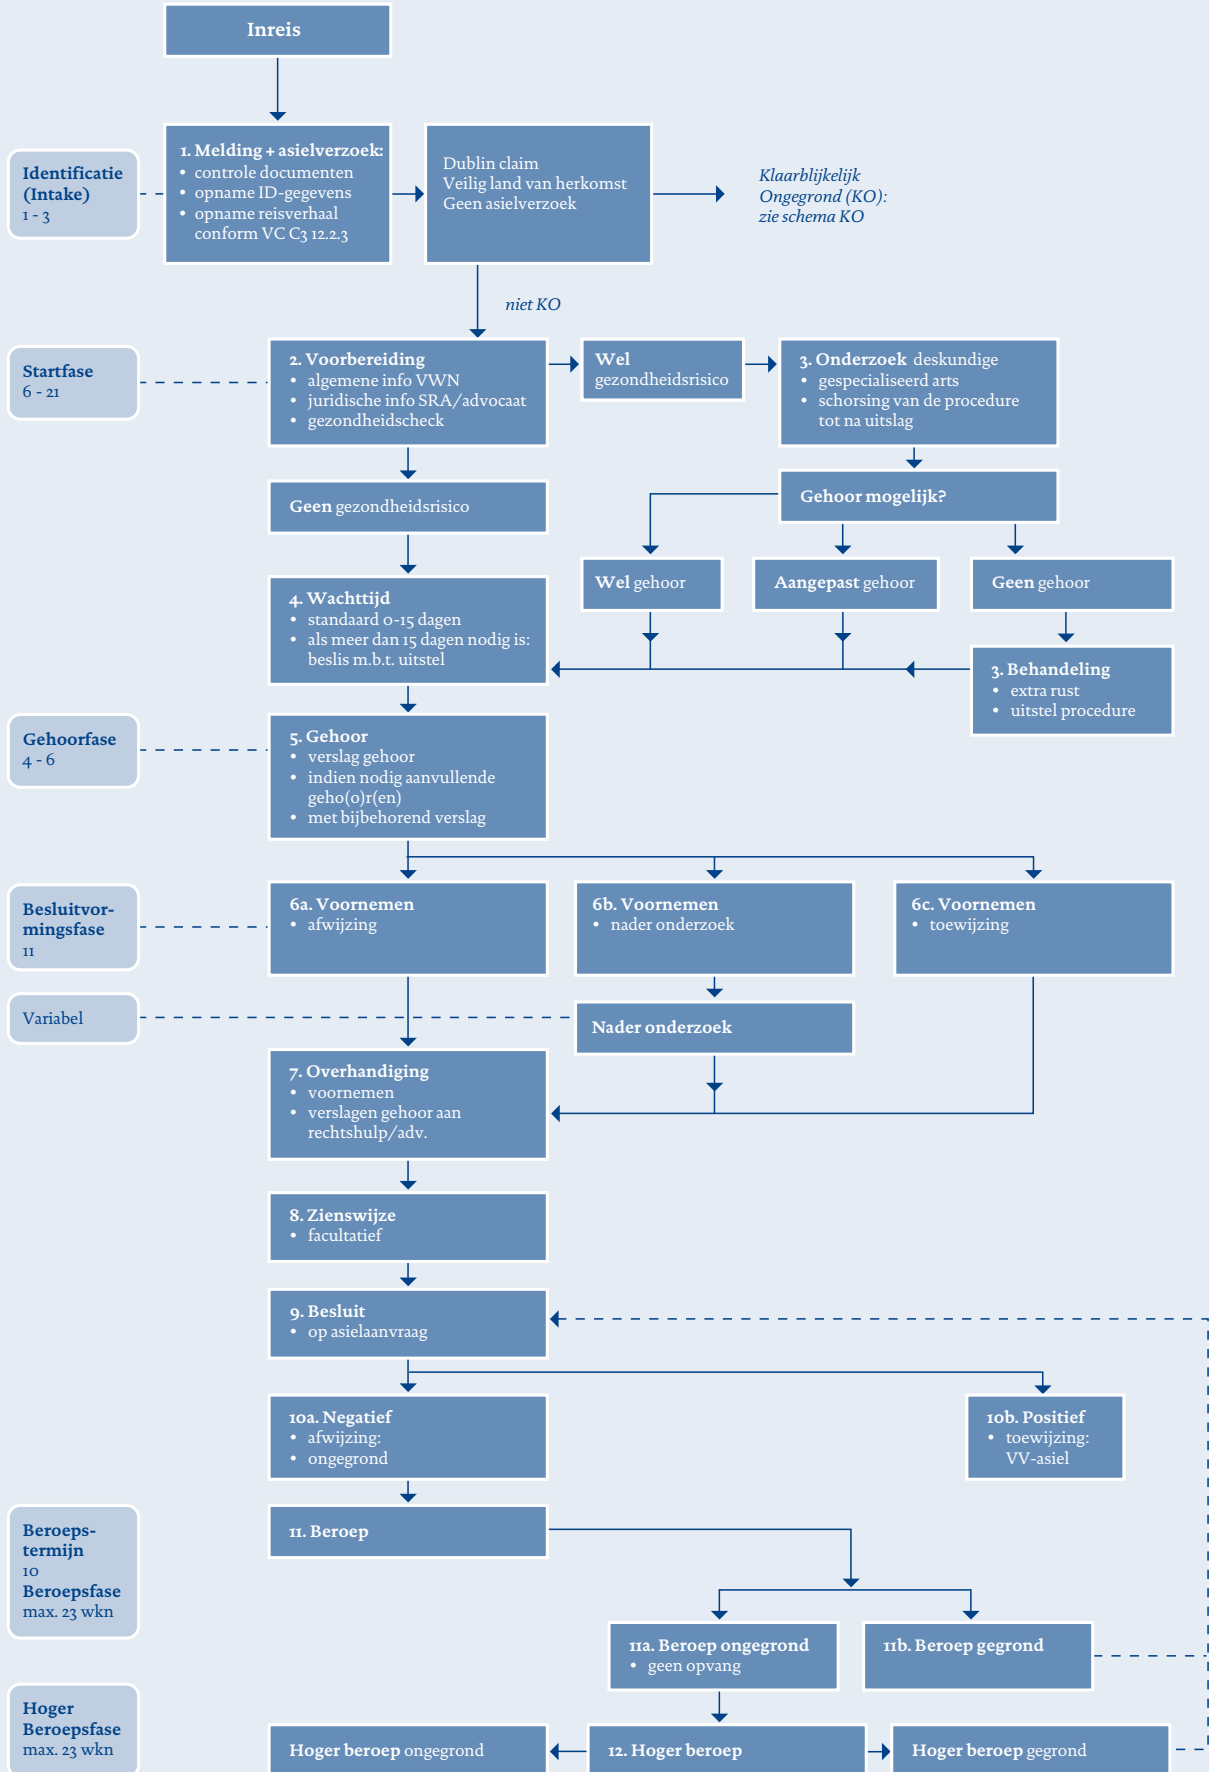 Inreis
Identificatie
(Intake)
1 - 3
1. Melding + asielverzoek:
• controle documenten
• opname ID-gegevens
• opname reisverhaal
conform VC C3 12.2.3
Dublin claim
Veilig land van herkomst
Geen asielverzoek
Klaarblijkelijk
Ongegrond (KO):
zie schema KO
niet KO
Startfase
6 - 21
2. Voorbereiding
• algemene info VWN
• juridische info SRA/advocaat
• gezondheidscheck
Wel
gezondheidsrisico
3. Onderzoek deskundige
• gespecialiseerd arts
• schorsing van de procedure
tot na uitslag
Geen gezondheidsrisico
Gehoor mogelijk?
Wel gehoor
Aangepast gehoor
Geen gehoor
4. Wachttijd
• standaard 0-15 dagen
• als meer dan 15 dagen nodig is:
beslis m.b.t. uitstel
3. Behandeling
• extra rust
• uitstel procedure
Gehoorfase
4 - 6
5. Gehoor
• verslag gehoor
• indien nodig aanvullende
geho(o)r(en)
• met bijbehorend verslag
Besluitvor-
mingsfase
11
6a. Voornemen
• afwijzing
6b. Voornemen
• nader onderzoek
6c. Voornemen
• toewijzing
Variabel
Nader onderzoek
7. Overhandiging
• voornemen
• verslagen gehoor aan
rechtshulp/adv.
8. Zienswijze
• facultatief
9. Besluit
• op asielaanvraag
10a. Negatief
• afwijzing:
• ongegrond
10b. Positief
• toewijzing:
VV-asiel
Beroeps-
termijn
10
Beroepsfase
max. 23 wkn
11. Beroep
11a. Beroep ongegrond
• geen opvang
11b. Beroep gegrond
Hoger
Beroepsfase
max. 23 wkn
Hoger beroep ongegrond
12. Hoger beroep
Hoger beroep gegrond